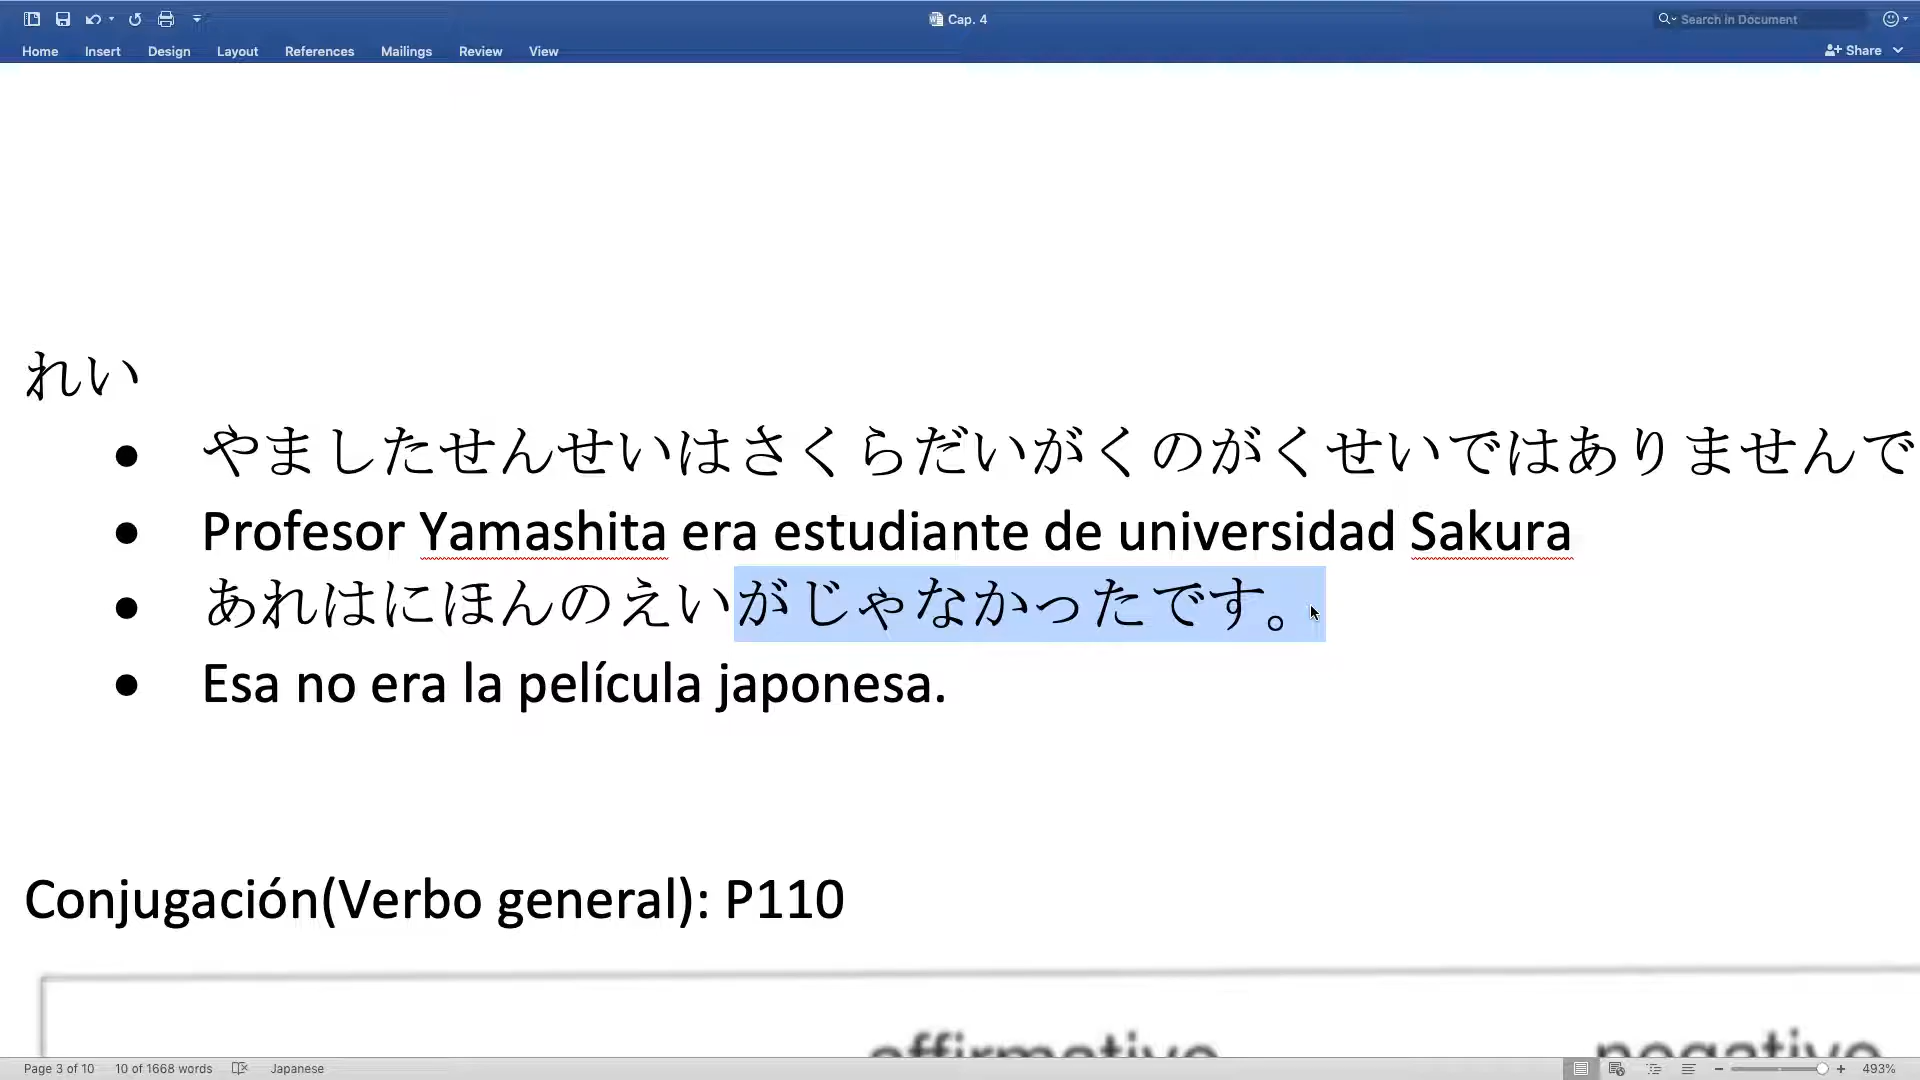 Cap. 4
Search in Document
Home Insert Design Layout References Mailings Review View
Share
れい
やましたせんせいはさくらだいがくのがくせいではありませんで
Profesor Yamashita era estudiante de universidad Sakura
あれはにほんのえいがじゃなかったです。
Esa no era la película japonesa.
Conjugación(Verbo general): P110
affirmative negative
Page 3 of 10 10 of 1668 words Japanese 493%